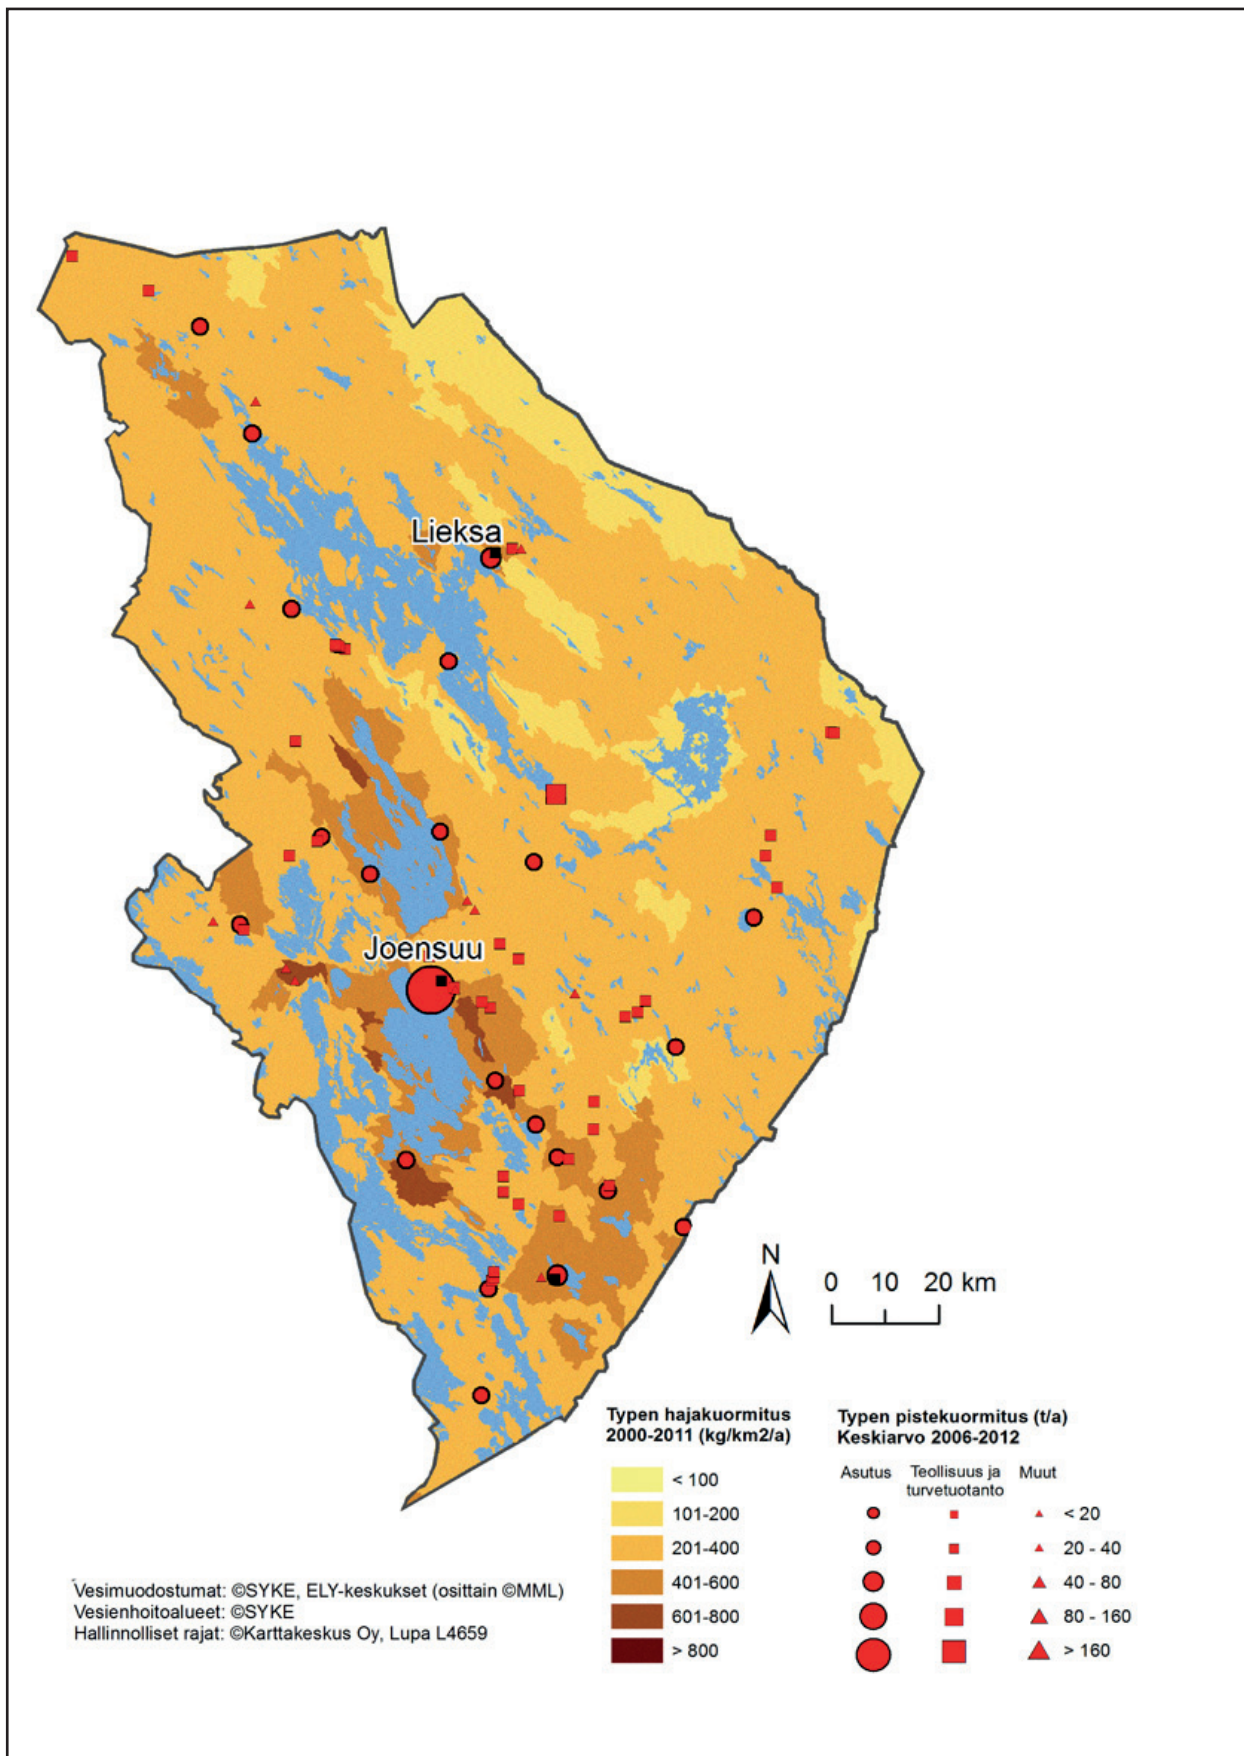 Lieksa
Joensuu
N
0 10 20 km
Typen hajakuormitus
2000-2011 (kg/km2/a)
< 100
101-200
201-400
401-600
601-800
> 800
Typen pistekuormitus (t/a)
Keskiarvo 2006-2012
Asutus Teollisuus ja turvetuotanto Muut
< 20
20 - 40
40 - 80
80 - 160
> 160
Vesimuodostumat: ©SYKE, ELY-keskukset (osittain ©MML)
Vesienhoitoalueet: ©SYKE
Hallinnolliset rajat: ©Karttakeskus Oy, Lupa L4659